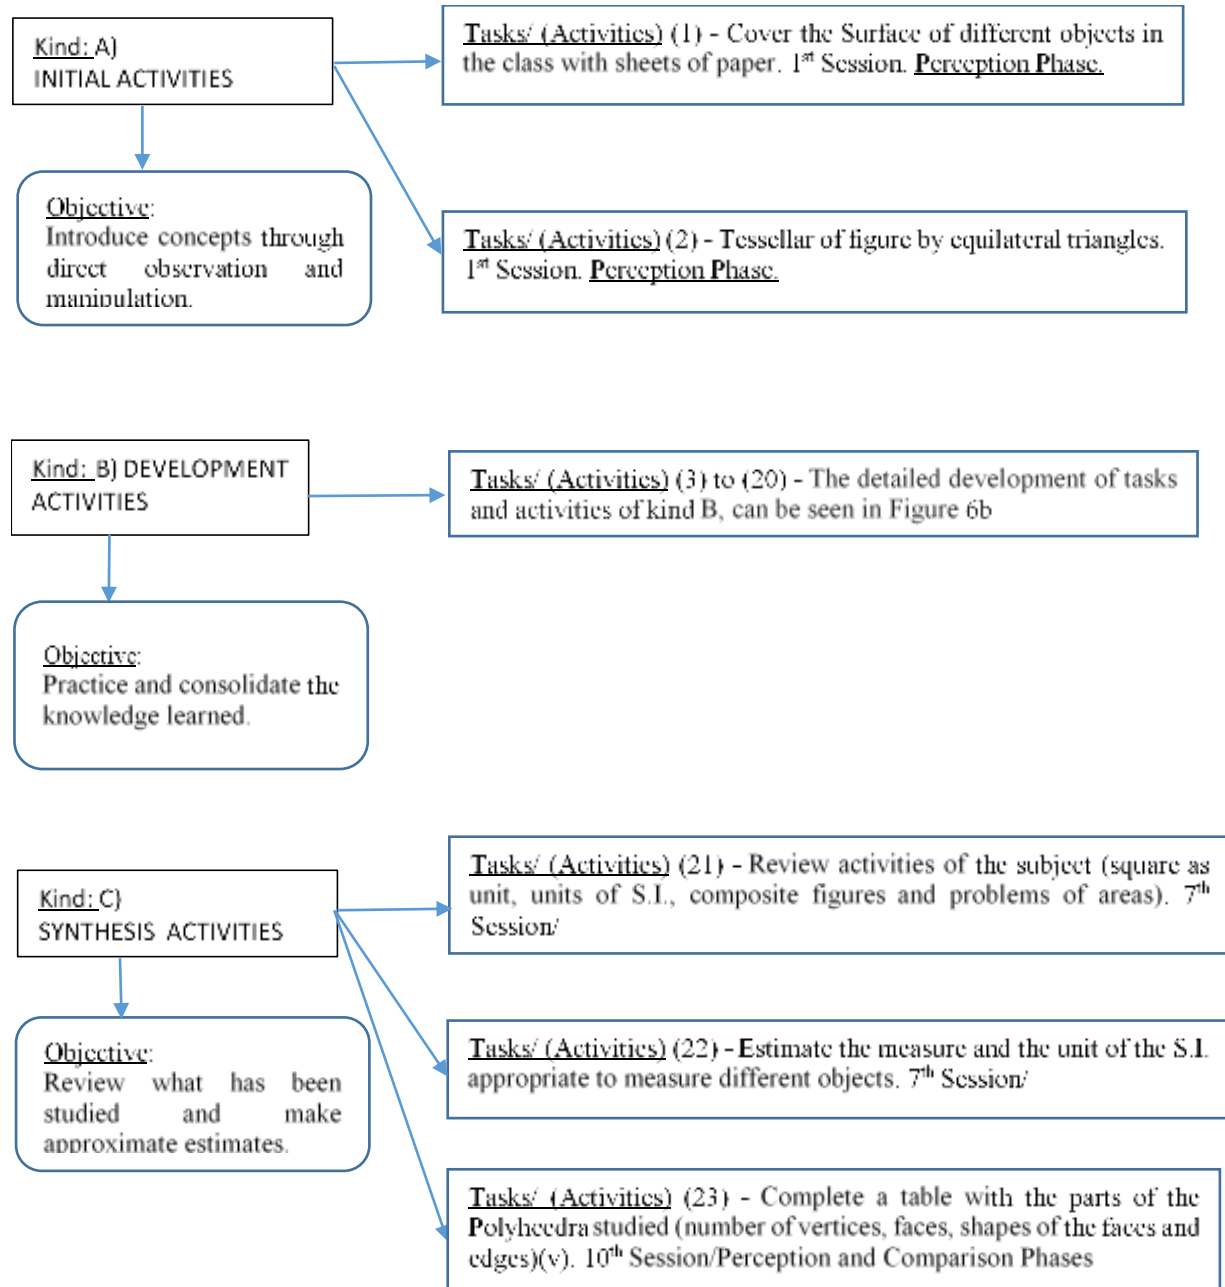 Kind: A)
INITIAL ACTIVITIES
Tasks/ (Activities) (1) - Cover the Surface of different objects in
the class with sheets of paper. 1st Session. Perception Phase.
Objective:
Introduce concepts through
direct observation and
manipulation.
Tasks/ (Activities) (2) - Tessellar of figure by equilateral triangles.
1st Session. Perception Phase.
Kind: B) DEVELOPMENT
ACTIVITIES
Tasks/ (Activities) (3) to (20) - The detailed development of tasks
and activities of kind B, can be seen in Figure 6b
Objective:
Practice and consolidate the
knowledge learned.
Kind: C)
SYNTHESIS ACTIVITIES
Tasks/ (Activities) (21) - Review activities of the subject (square as
unit, units of S.I., composite figures and problems of areas). 7th
Session/
Objective:
Review what has been
studied and make
approximate estimates.
Tasks/ (Activities) (22) - Estimate the measure and the unit of the S.I.
appropriate to measure different objects. 7th Session/
Tasks/ (Activities) (23) - Complete a table with the parts of the
Polyheedra studied (number of vertices, faces, shapes of the faces and
edges)(v). 10th Session/Perception and Comparison Phases